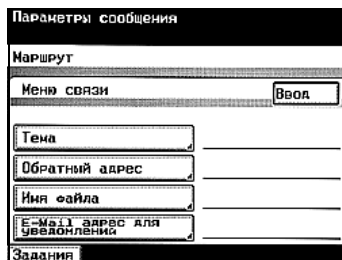 Параметры сообщения
Маршрут
Меню связи
Ввод
Тема
Обратный адрес
Имя файла
E-Mail адрес для
уведомлений
Задания